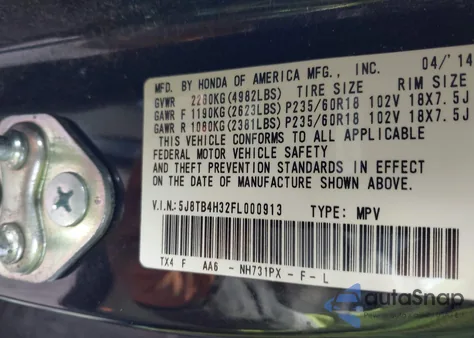 MFD. BY HONDA OF AMERICA MFG., INC. 04/'14
GVWR 2260KG(4982LBS) TIRE SIZE RIM SIZE
GAWR F 1190KG(2623LBS) P235/60R18 102V 18X7.5J
GAWR R 1080KG(2381LBS) P235/60R18 102V 18X7.5J
THIS VEHICLE CONFORMS TO ALL APPLICABLE
FEDERAL MOTOR VEHICLE SAFETY
AND THEFT PREVENTION STANDARDS IN EFFECT
ON THE DATE OF MANUFACTURE SHOWN ABOVE.
V.I.N:5J8TB4H32FL000913 TYPE: MPV
TX4 F AA6 - NH731PX - F- L
autoSnap